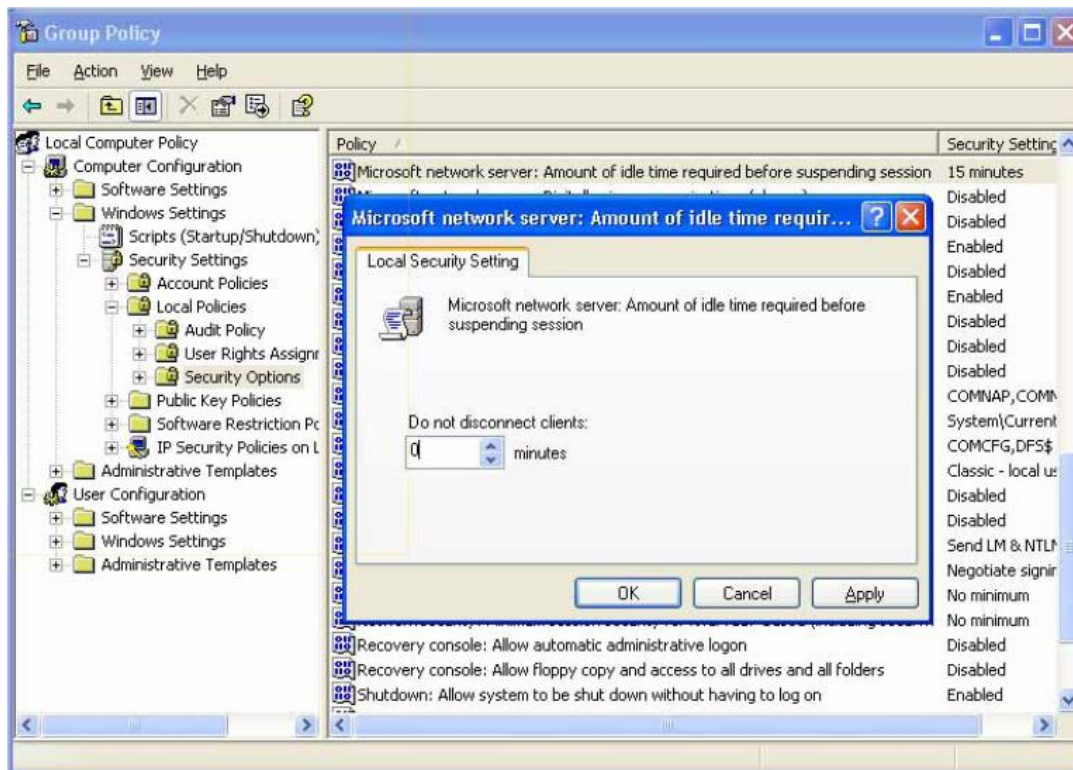 Group Policy
File Action View Help
Local Computer Policy
Computer Configuration
Software Settings
Windows Settings
Scripts (Startup/Shutdown)
Security Settings
Account Policies
Local Policies
Audit Policy
User Rights Assignr
Security Options
Public Key Policies
Software Restriction Pc
IP Security Policies on L
Administrative Templates
User Configuration
Software Settings
Windows Settings
Administrative Templates
Policy Security Setting
Microsoft network server: Amount of idle time required before suspending session 15 minutes
Disabled
Disabled
Enabled
Disabled
Enabled
Disabled
Disabled
Disabled
COMNAP,COMN
System\Current
COMCFG,DFS$
Classic - local us
Disabled
Disabled
Send LM & NTLM
Negotiate signir
No minimum
No minimum
Recovery console: Allow automatic administrative logon Disabled
Recovery console: Allow floppy copy and access to all drives and all folders Disabled
Shutdown: Allow system to be shut down without having to log on Enabled
Microsoft network server: Amount of idle time requir...
Local Security Setting
Microsoft network server: Amount of idle time required before
suspending session
Do not disconnect clients:
0 minutes
OK Cancel Apply